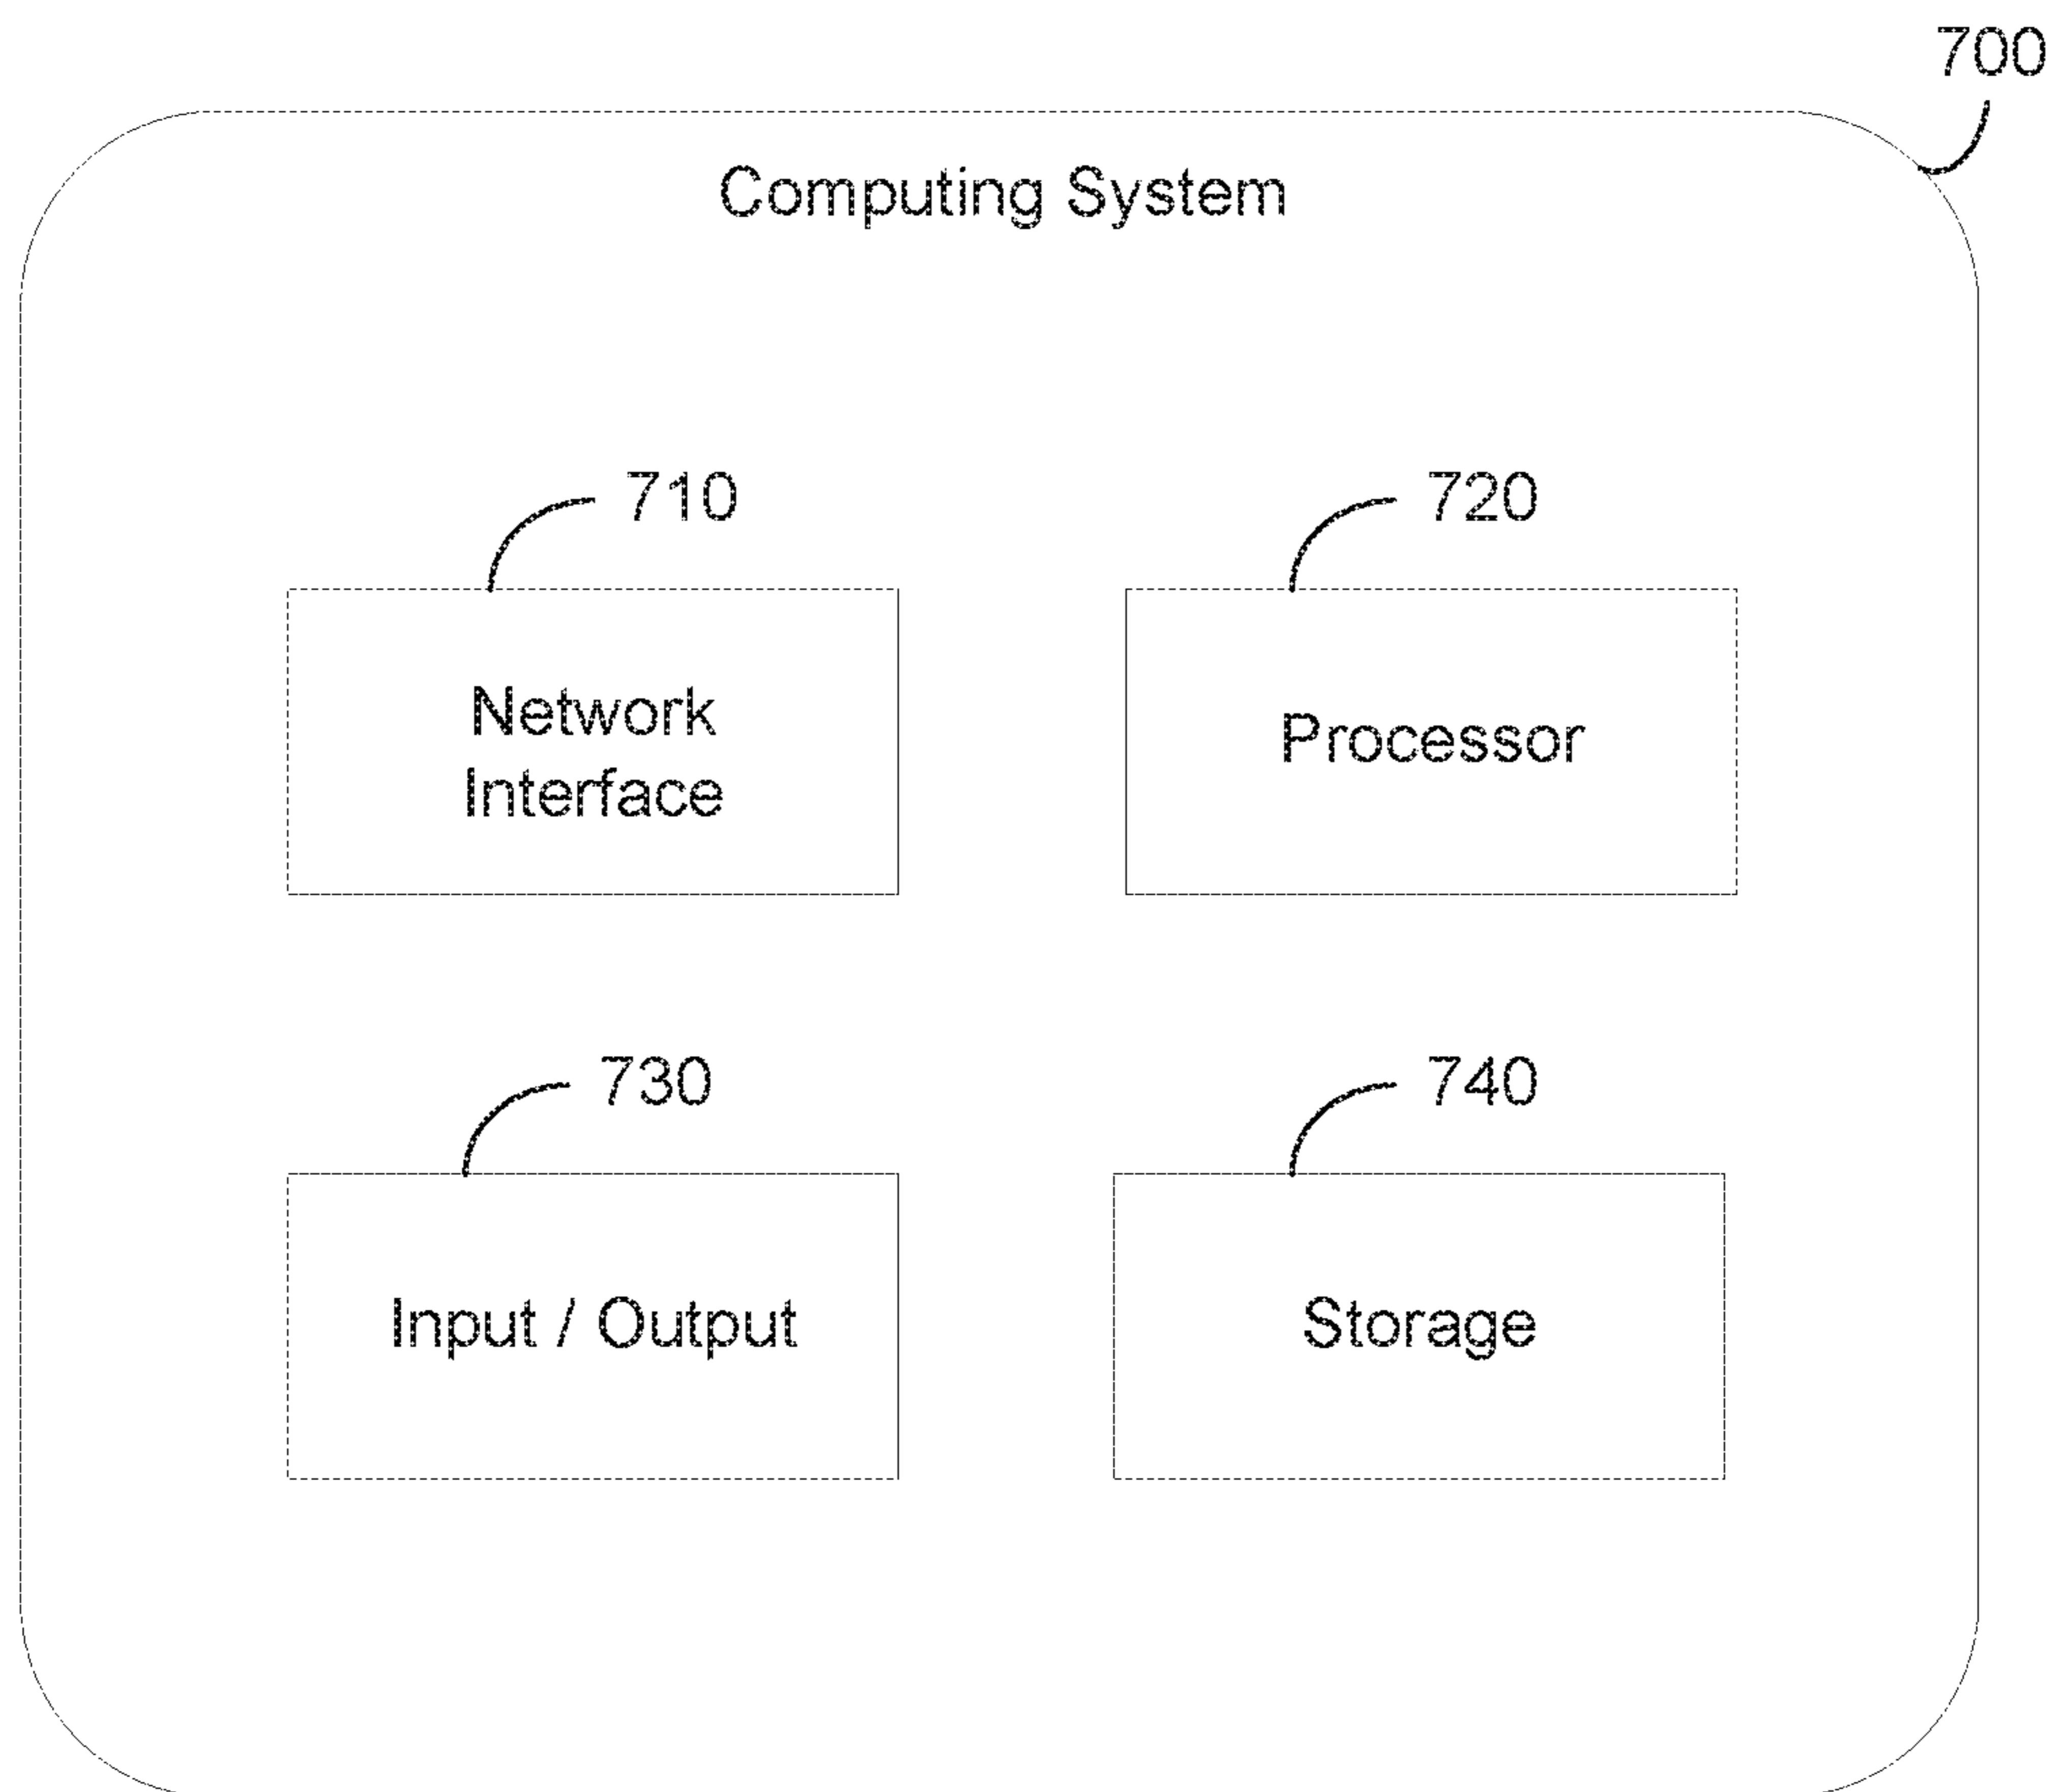 700
Computing System
710
720
Network
Interface
Processor
730
740
Input / Output
Storage